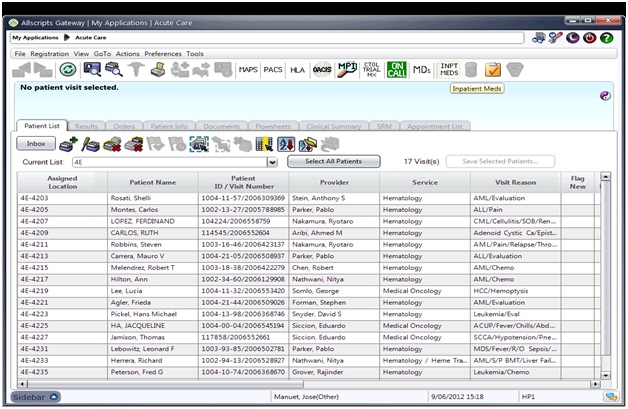 Allscripts Gateway | My Applications | Acute Care
My Applications Acute Care
File Registration View GoTo Actions Preferences Tools
HAPS PACS HLA OACIS MPI CTOL TRIAL MX ON CALL MDs INPT MEDS
No patient visit selected.
Inpatient Meds
Patient List Results Orders Patient Info Documents Flowsheets Clinical Summary SRM Appointment List
Inbox
Current List: 4E Select All Patients 17 Visit(s) Save Selected Patients...
Assigned Location Patient Name Patient ID / Visit Number Provider Service Visit Reason Flag New
4E-4203 Rosati, Shelli 1004-11-57/2006309369 Stein, Anthony S Hematology AML/Evaluation
4E-4205 Montes, Carlos 1002-13-27/2005788985 Parker, Pablo Hematology ALL/Pain
4E-4207 LOPEZ, FERDINAND 104224/2006558759 Nakamura, Ryotaro Hematology CML/Cellulitis/SOB/Ren...
4E-4209 CARLOS, RUTH 114545/2006552604 Aribi, Ahmed M Hematology Adenoid Cystic Ca/Epist...
4E-4211 Robbins, Steven 1003-16-46/2006423137 Nakamura, Ryotaro Hematology AML/Pain/Relapse/Thro...
4E-4213 Carrera, Mauro V 1004-21-05/2006508937 Parker, Pablo Hematology ALL/Evaluation
4E-4215 Melendrez, Robert T 1003-18-38/2006422279 Chen, Robert Hematology AML/Chemo
4E-4217 Hilton, Ann 1002-34-60/2006129908 Nathwani, Nitya Hematology AML/Chemo
4E-4219 Lee, Lucia 1004-11-32/2006553420 Somlo, George Medical Oncology HCC/Hemoptysis
4E-4221 Agler, Frieda 1004-21-44/2006509026 Forman, Stephen Hematology AML/Evaluation
4E-4223 Pickel, Hans Michael 1004-13-98/2006368746 Snyder, David S Hematology Leukemia/Eval
4E-4225 HA, JACQUELINE 1004-00-04/2006545194 Siccion, Eduardo Medical Oncology ACUP/Fever/Chills/Abd...
4E-4227 Jamison, Thomas 117858/2006552661 Siccion, Eduardo Medical Oncology SCCA/Hypotension/Pne...
4E-4231 Lebowitz, Leonard F 1003-93-85/2006502781 Parker, Pablo Hematology MDS/Fever/R/O Sepsis/...
4E-4233 Herrera, Richard 1002-94-13/2006528927 Nathwani, Nitya Hematology / Heme Tra... AML/S/P BMT/Liver Fail...
4E-4235 Peterson, Fred G 1004-10-74/2006368670 Grover, Rajinder Hematology Leukemia/Chemo
Sidebar Manuet, Jose(Other) 9/06/2012 15:18 HP1